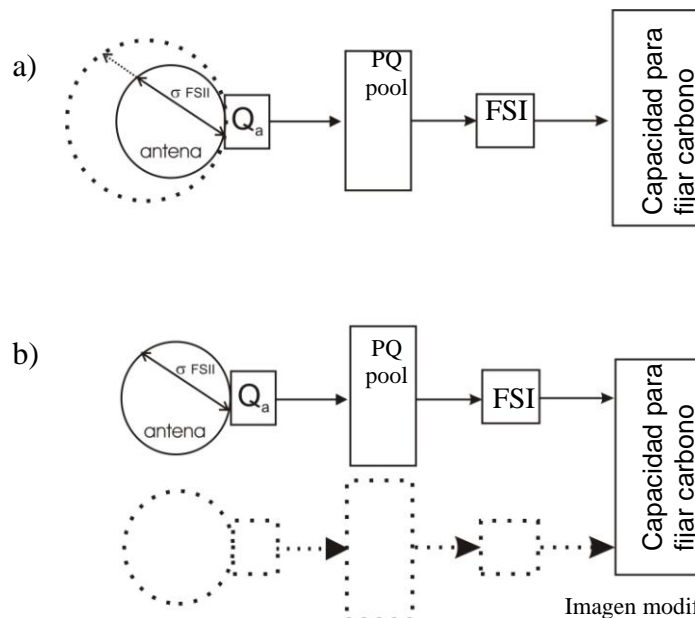 a)
σ FSII
antena
Qa
PQ
pool
FSI
Capacidad para
fijar carbono
b)
σ FSII
antena
Qa
PQ
pool
FSI
Capacidad para
fijar carbono
Imagen modif